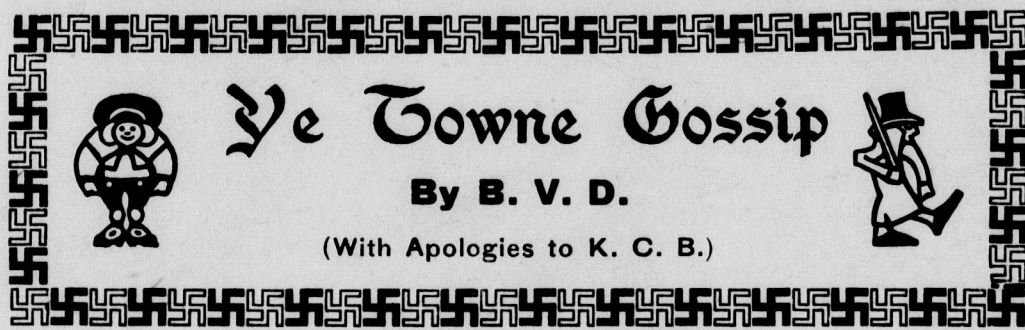 Ye Towne Gossip
By B. V. D.
(With Apologies to K. C. B.)